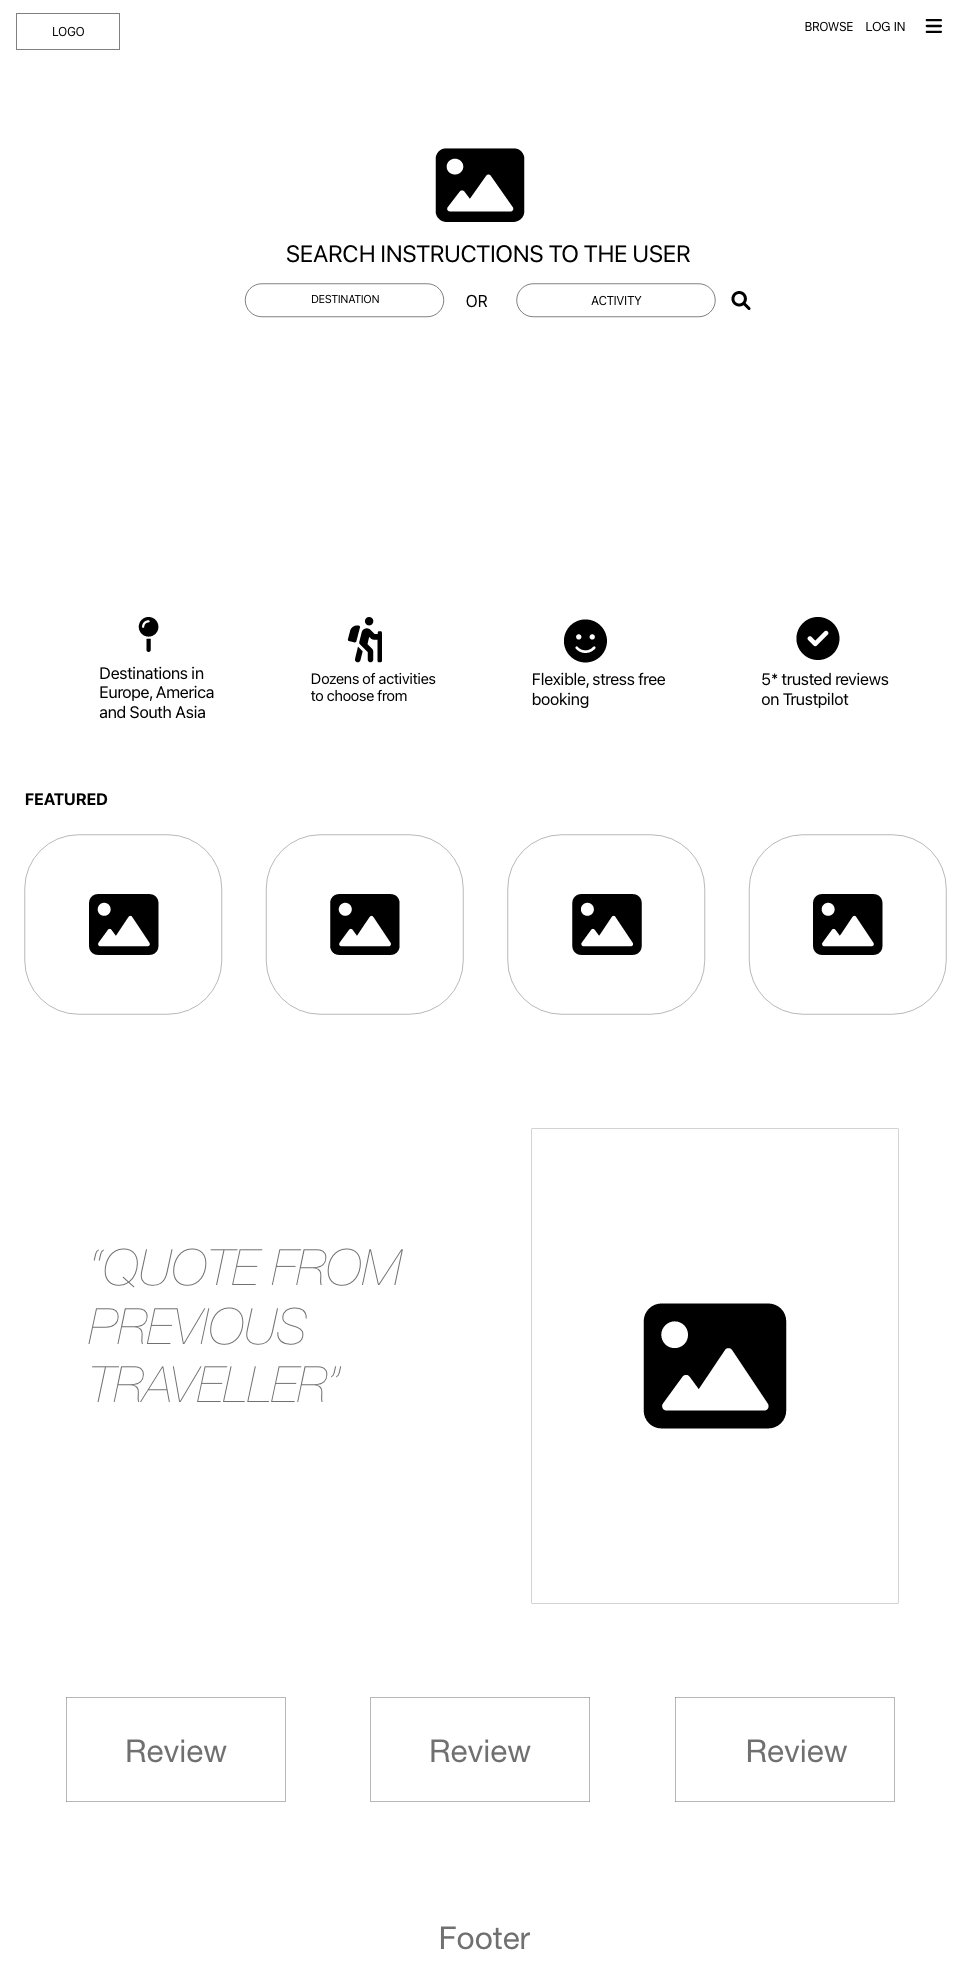 LOGO
BROWSE LOG IN
SEARCH INSTRUCTIONS TO THE USER
DESTINATION OR ACTIVITY
Destinations in
Europe, America
and South Asia
Dozens of activities
to choose from
Flexible, stress free
booking
5* trusted reviews
on Trustpilot
FEATURED
“QUOTE FROM
PREVIOUS
TRAVELLER”
Review Review Review
Footer